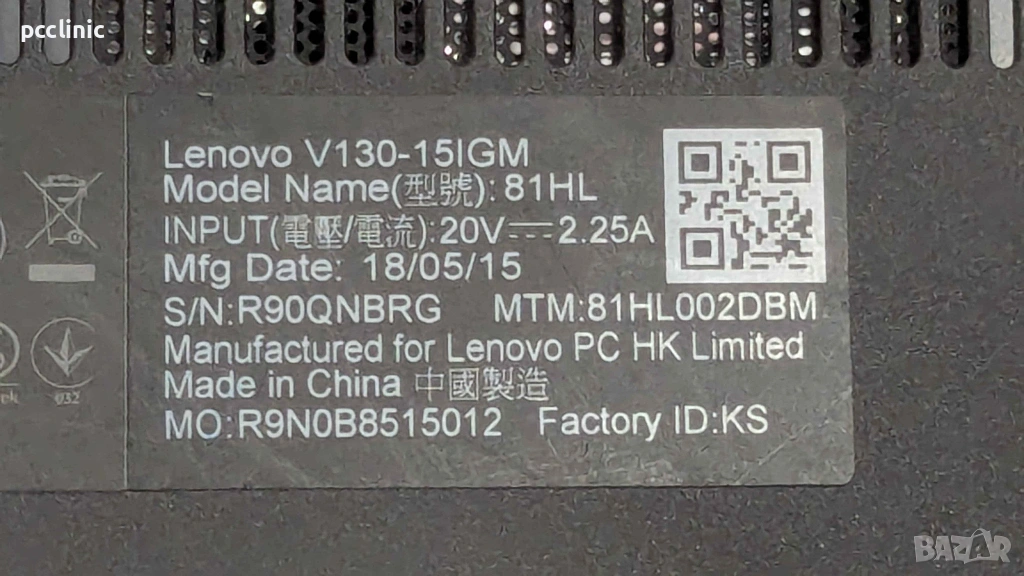 pcclinic
Lenovo V130-15IGM
Model Name(型號): 81HL
INPUT(電壓/電流):20V⎓2.25A
Mfg Date: 18/05/15
S/N:R90QNBRG MTM:81HL002DBM
Manufactured for Lenovo PC HK Limited
Made in China 中國製造
MO:R9N0B8515012 Factory ID:KS
BAZAR